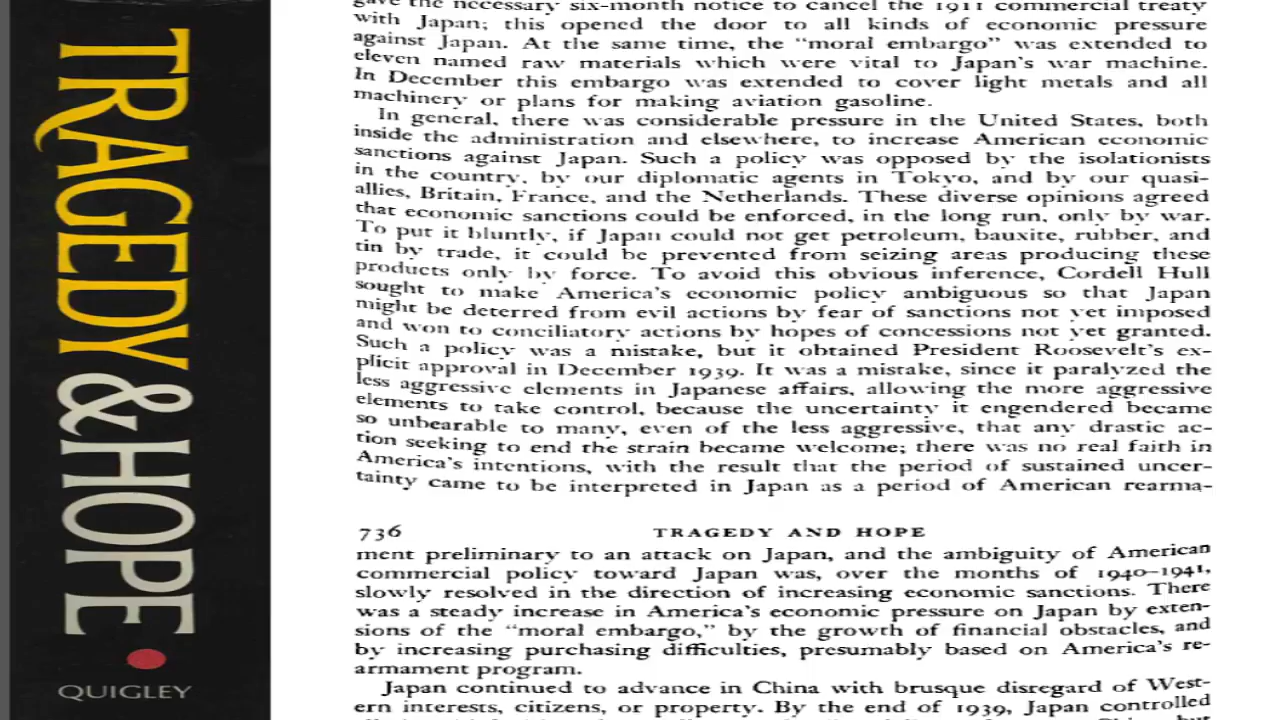 TRAGEDY & HOPE
QUIGLEY
gave the necessary six-month notice to cancel the 1911 commercial treaty
with Japan; this opened the door to all kinds of economic pressure
against Japan. At the same time, the “moral embargo” was extended to
eleven named raw materials which were vital to Japan’s war machine.
In December this embargo was extended to cover light metals and all
machinery or plans for making aviation gasoline.
In general, there was considerable pressure in the United States, both
inside the administration and elsewhere, to increase American economic
sanctions against Japan. Such a policy was opposed by the isolationists
in the country, by our diplomatic agents in Tokyo, and by our quasi-
allies, Britain, France, and the Netherlands. These diverse opinions agreed
that economic sanctions could be enforced, in the long run, only by war.
To put it bluntly, if Japan could not get petroleum, bauxite, rubber, and
tin by trade, it could be prevented from seizing areas producing these
products only by force. To avoid this obvious inference, Cordell Hull
sought to make America’s economic policy ambiguous so that Japan
might be deterred from evil actions by fear of sanctions not yet imposed
and won to conciliatory actions by hopes of concessions not yet granted.
Such a policy was a mistake, but it obtained President Roosevelt’s ex-
plicit approval in December 1939. It was a mistake, since it paralyzed the
less aggressive elements in Japanese affairs, allowing the more aggressive
elements to take control, because the uncertainty it engendered became
so unbearable to many, even of the less aggressive, that any drastic ac-
tion seeking to end the strain became welcome; there was no real faith in
America’s intentions, with the result that the period of sustained uncer-
tainty came to be interpreted in Japan as a period of American rearma-
736 TRAGEDY AND HOPE
ment preliminary to an attack on Japan, and the ambiguity of American
commercial policy toward Japan was, over the months of 1940–1941,
slowly resolved in the direction of increasing economic sanctions. There
was a steady increase in America’s economic pressure on Japan by exten-
sions of the “moral embargo,” by the growth of financial obstacles, and
by increasing purchasing difficulties, presumably based on America’s re-
armament program.
Japan continued to advance in China with brusque disregard of West-
ern interests, citizens, or property. By the end of 1939, Japan controlled